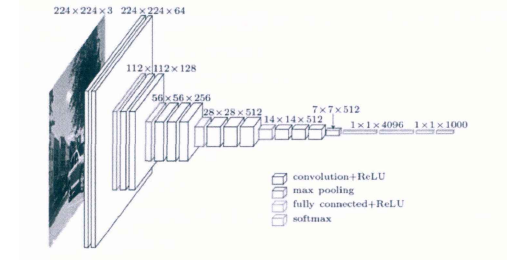 224×224×3
224×224×64
112×112×128
56×56×256
28×28×512
14×14×512
7×7×512
1×1×4096
1×1×1000
convolution+ReLU
max pooling
fully connected+ReLU
softmax